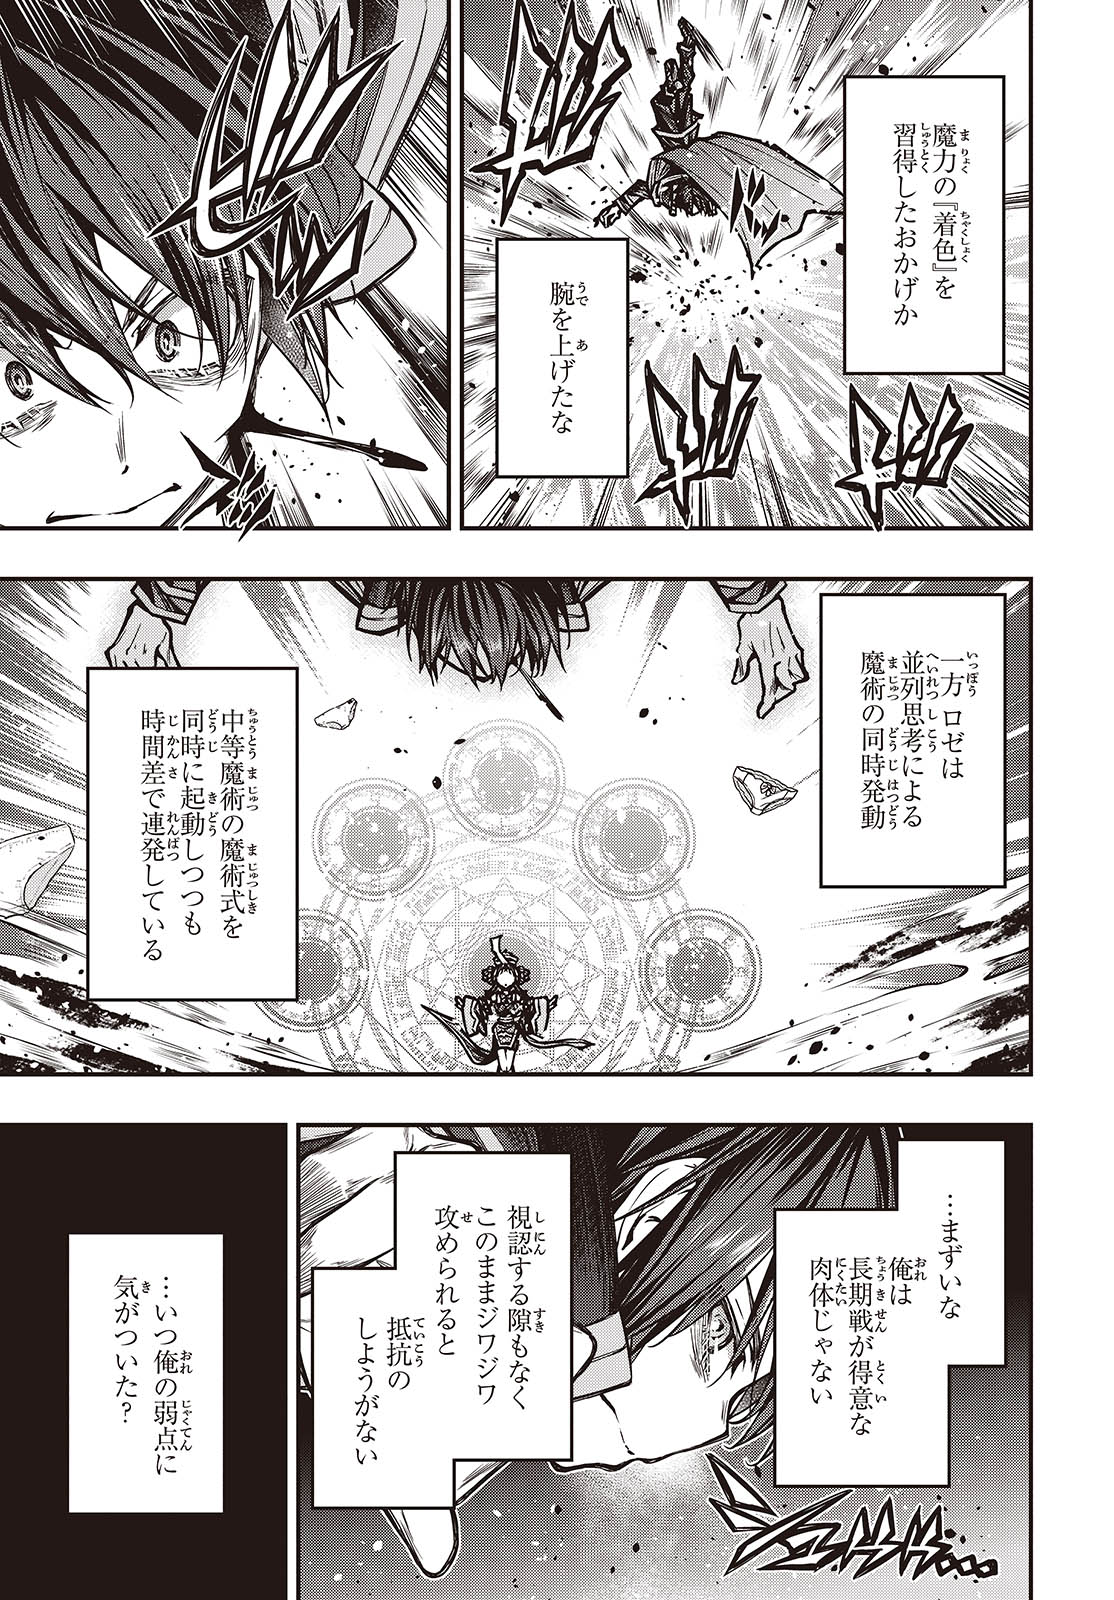 魔力の『着色』を
習得したおかげか
腕を上げたな
一方 ロゼは
並列思考による
魔術の同時発動
中等魔術の魔術式を
同時に起動しつつも
時間差で連発している
…まずいな
俺は
長期戦が得意な
肉体じゃない
視認する隙もなく
このままジワジワ
攻められると
抵抗の
しようがない
…いつ俺の弱点に
気がついた？